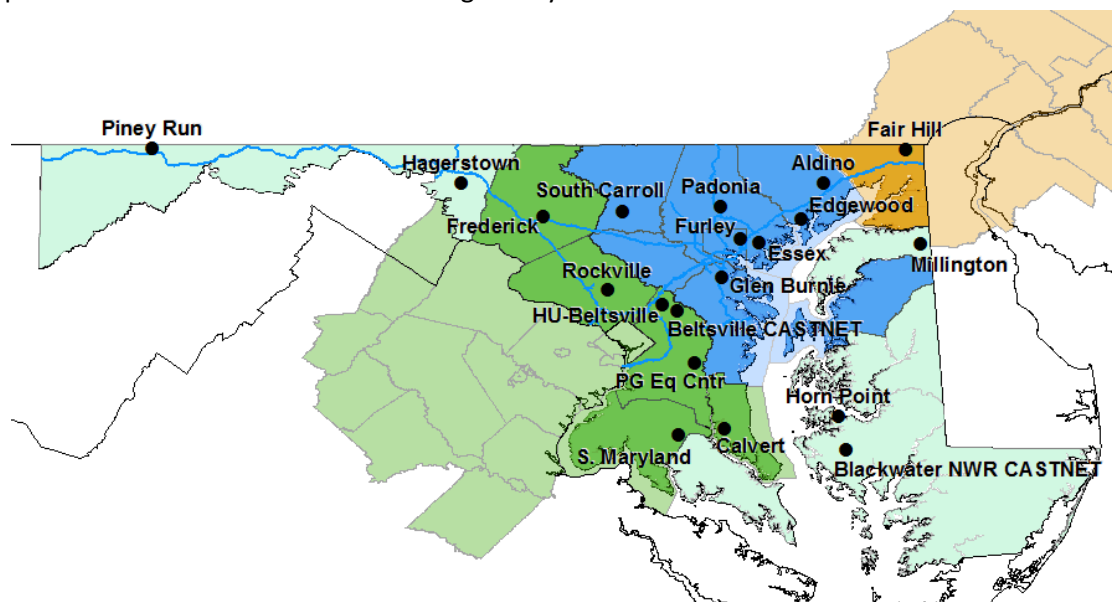 Piney Run
Fair Hill
Hagerstown
Aldino
South Carroll
Padonia
Edgewood
Frederick
Furley
Essex
Millington
Rockville
Glen Burnie
HU-Beltsville
Beltsville CASTNET
PG Eq Cntr
Horn Point
Calvert
S. Maryland
Blackwater NWR CASTNET